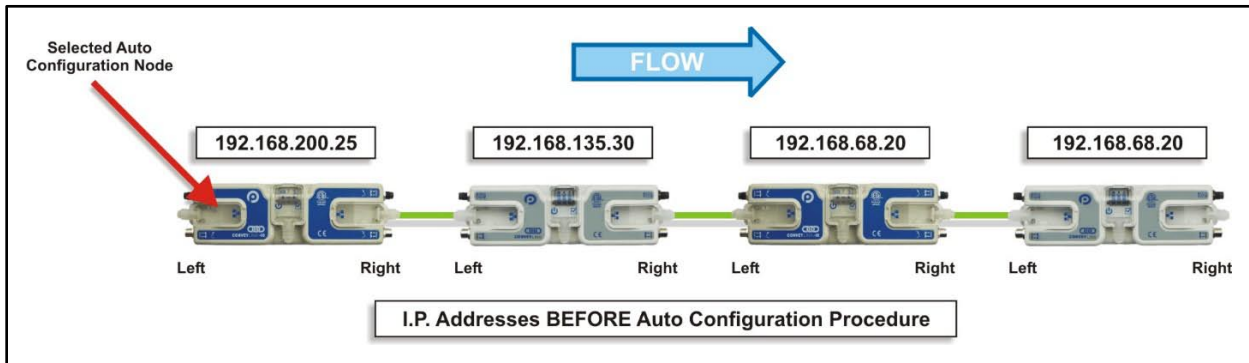 Selected Auto
Configuration Node
FLOW
192.168.200.25
192.168.135.30
192.168.68.20
192.168.68.20
Left
Right
Left
Right
Left
Right
Left
Right
I.P. Addresses BEFORE Auto Configuration Procedure